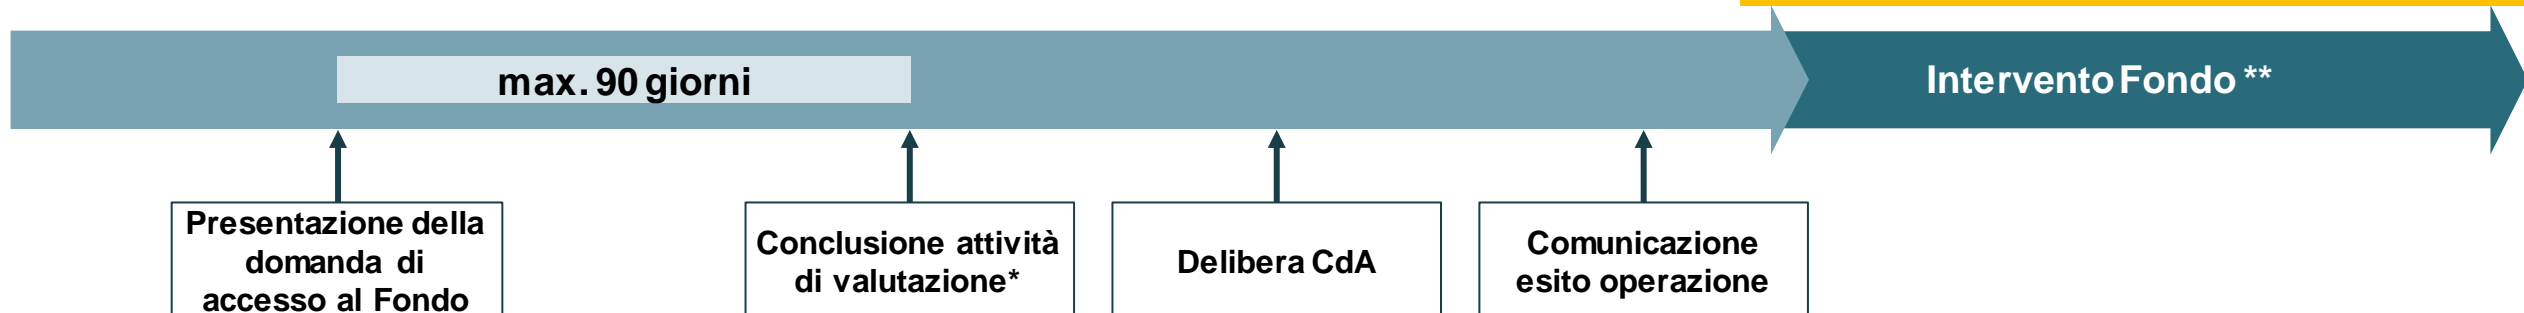 max. 90 giorni
Intervento Fondo **
Presentazione della
domanda di
accesso al Fondo
Conclusione attività
di valutazione*
Delibera CdA
Comunicazione
esito operazione